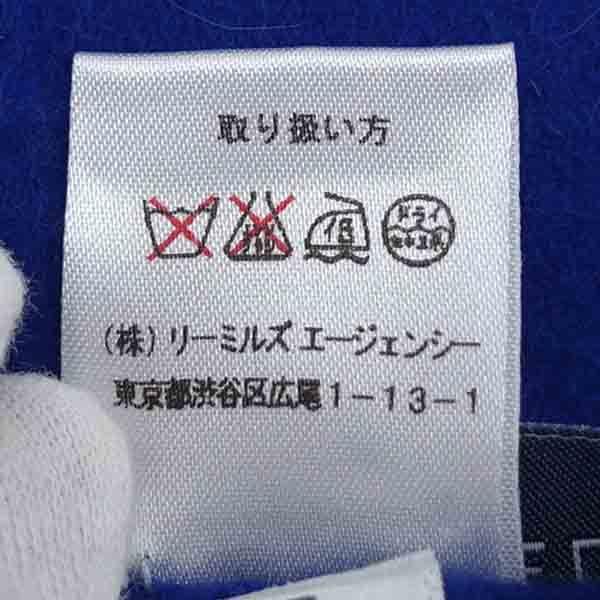 取り扱い方
低 ドライ
(株)リーミルズエージェンシー
東京都渋谷区広尾1-13-1